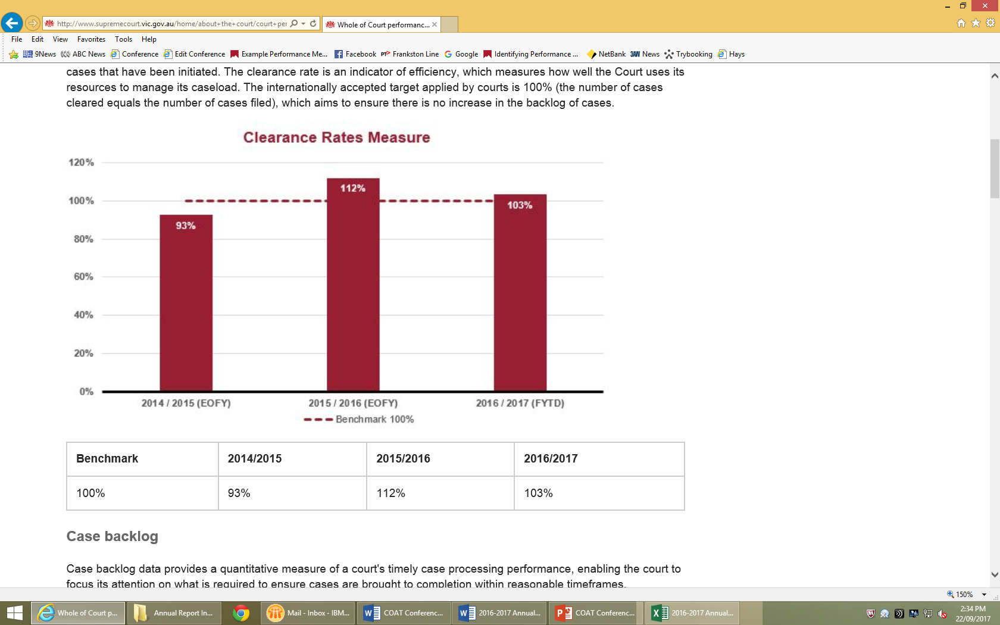 http://www.supremecourt.vic.gov.au/home/about+the+court/court+per
Whole of Court performanc...
File Edit View Favorites Tools Help
9News ABC News Conference Edit Conference Example Performance Me... Facebook PT> Frankston Line Google Identifying Performance ... NetBank 3AW News Trybooking Hays
cases that have been initiated. The clearance rate is an indicator of efficiency, which measures how well the Court uses its
resources to manage its caseload. The internationally accepted target applied by courts is 100% (the number of cases
cleared equals the number of cases filed), which aims to ensure there is no increase in the backlog of cases.
Clearance Rates Measure
120%
112%
100%
103%
93%
80%
60%
40%
20%
0%
2014 / 2015 (EOFY) 2015 / 2016 (EOFY) 2016 / 2017 (FYTD)
Benchmark 100%
Benchmark 2014/2015 2015/2016 2016/2017
100% 93% 112% 103%
Case backlog
Case backlog data provides a quantitative measure of a court's timely case processing performance, enabling the court to
focus its attention on what is required to ensure cases are brought to completion within reasonable timeframes.
150%
Whole of Court p... Annual Report In... Mail - Inbox - IBM... COAT Conferenc... 2016-2017 Annual... COAT Conferenc... 2016-2017 Annual...
2:34 PM
22/09/2017